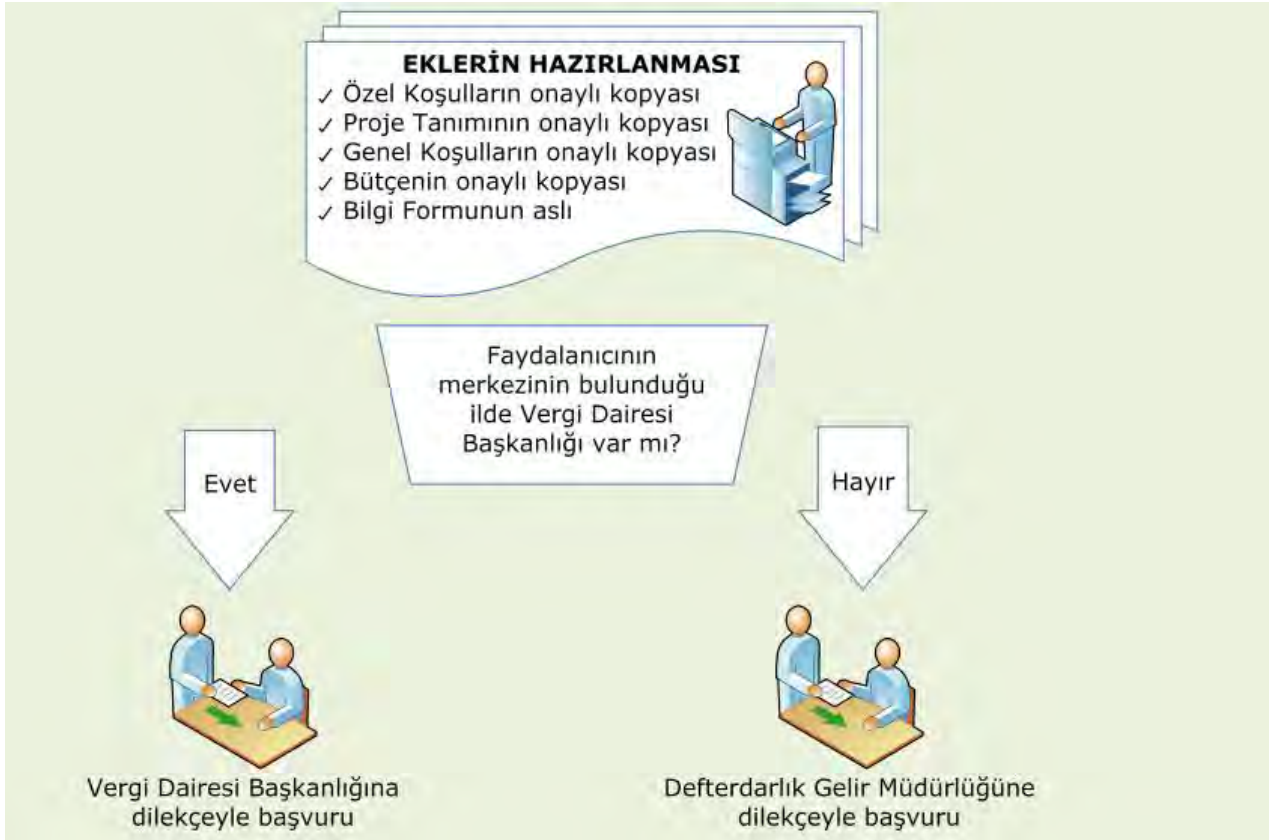 EKLERİN HAZIRLANMASI
✓ Özel Koşulların onaylı kopyası
✓ Proje Tanımının onaylı kopyası
✓ Genel Koşulların onaylı kopyası
✓ Bütçenin onaylı kopyası
✓ Bilgi Formunun aslı
Faydalanıcının
merkezinin bulunduğu
ilde Vergi Dairesi
Başkanlığı var mı?
Evet
Hayır
Vergi Dairesi Başkanlığına
dilekçeyle başvuru
Defterdarlık Gelir Müdürlüğüne
dilekçeyle başvuru